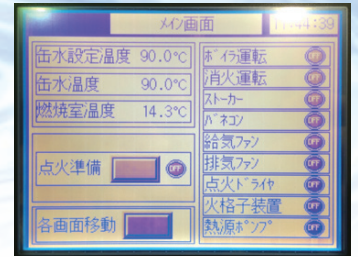 メイン画面
17:44:39
缶水設定温度 90.0℃
缶水温度 90.0℃
燃焼室温度 14.3℃
点火準備 OFF
各画面移動
ボイラ運転 OFF
消火運転 OFF
ストーカー OFF
バネコン OFF
給気ファン OFF
排気ファン OFF
点火ドライヤ OFF
火格子装置 OFF
熱源ポンプ OFF